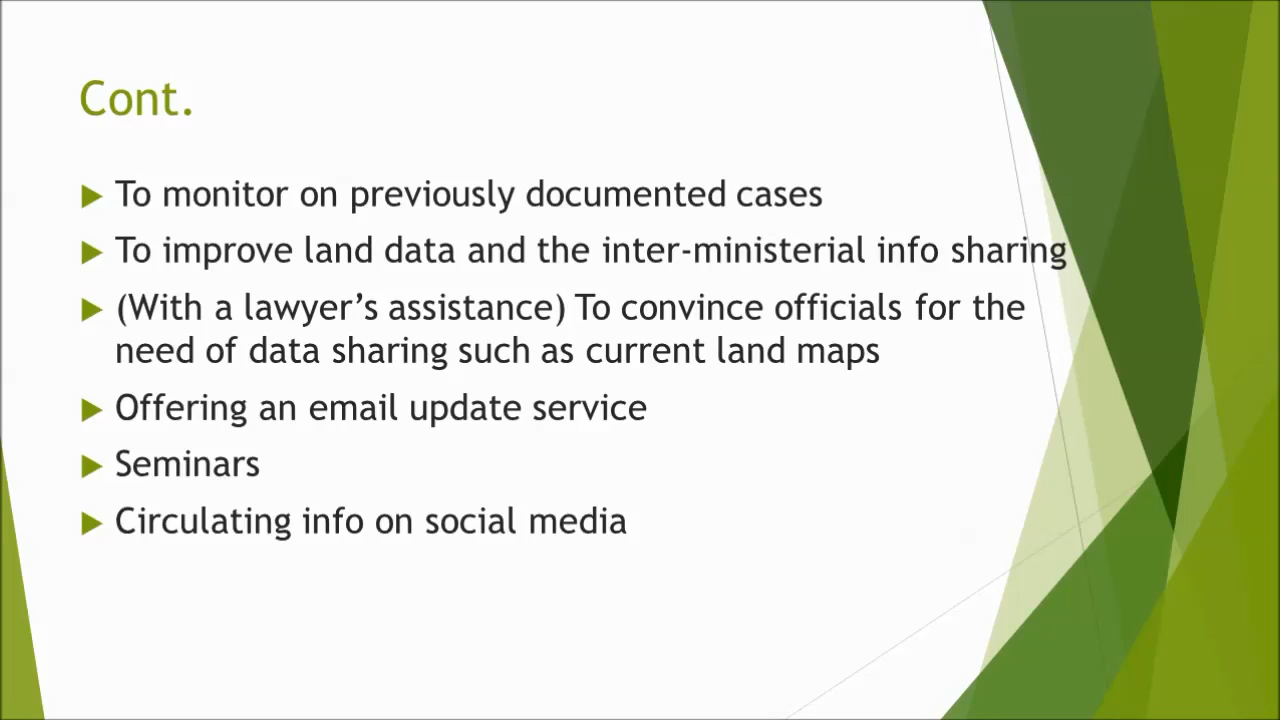 Cont.
To monitor on previously documented cases
To improve land data and the inter-ministerial info sharing
(With a lawyer’s assistance) To convince officials for the
need of data sharing such as current land maps
Offering an email update service
Seminars
Circulating info on social media